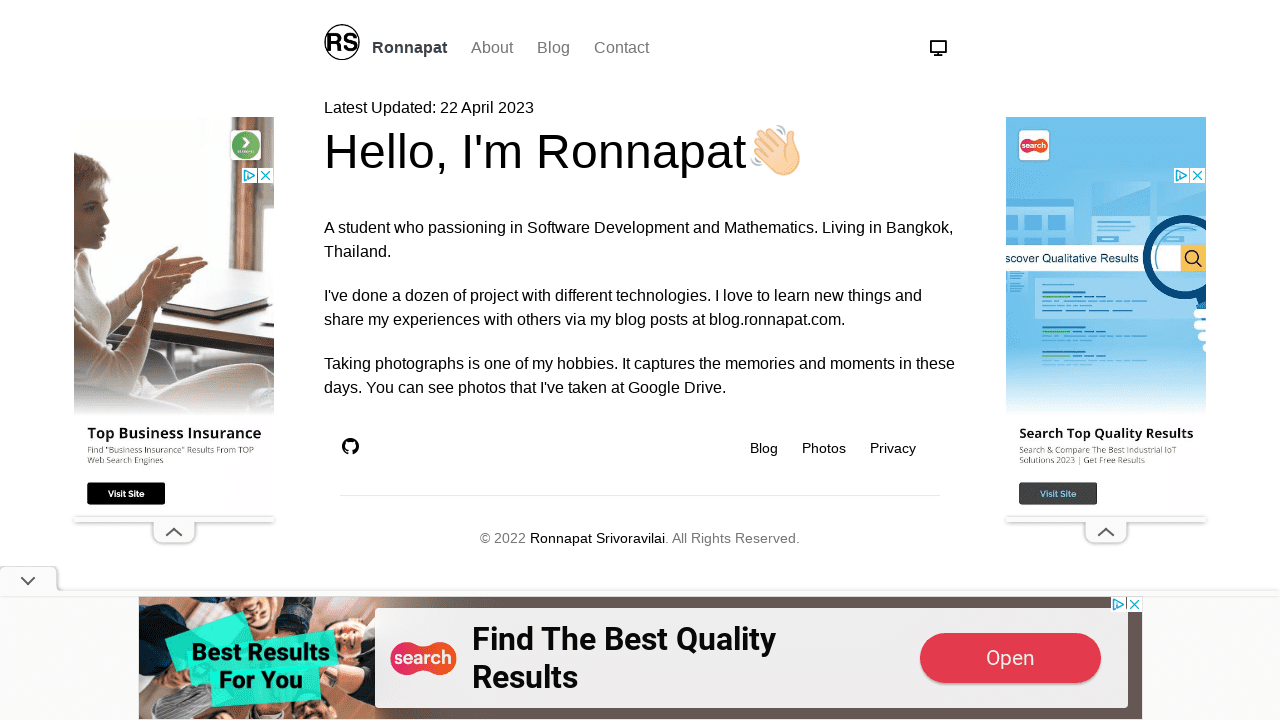 RS Ronnapat About Blog Contact
Latest Updated: 22 April 2023
Hello, I'm Ronnapat
A student who passioning in Software Development and Mathematics. Living in Bangkok,
Thailand.
I've done a dozen of project with different technologies. I love to learn new things and
share my experiences with others via my blog posts at blog.ronnapat.com.
Taking photographs is one of my hobbies. It captures the memories and moments in these
days. You can see photos that I've taken at Google Drive.
Blog Photos Privacy
© 2022 Ronnapat Srivoravilai. All Rights Reserved.
Top Business Insurance
Find "Business Insurance" Results From TOP
Web Search Engines
Visit Site
search
scover Qualitative Results
Search Top Quality Results
Search & Compare The Best Industrial IoT
Solutions 2023 | Get Free Results
Visit Site
Best Results
For You
search
Find The Best Quality
Results
Open